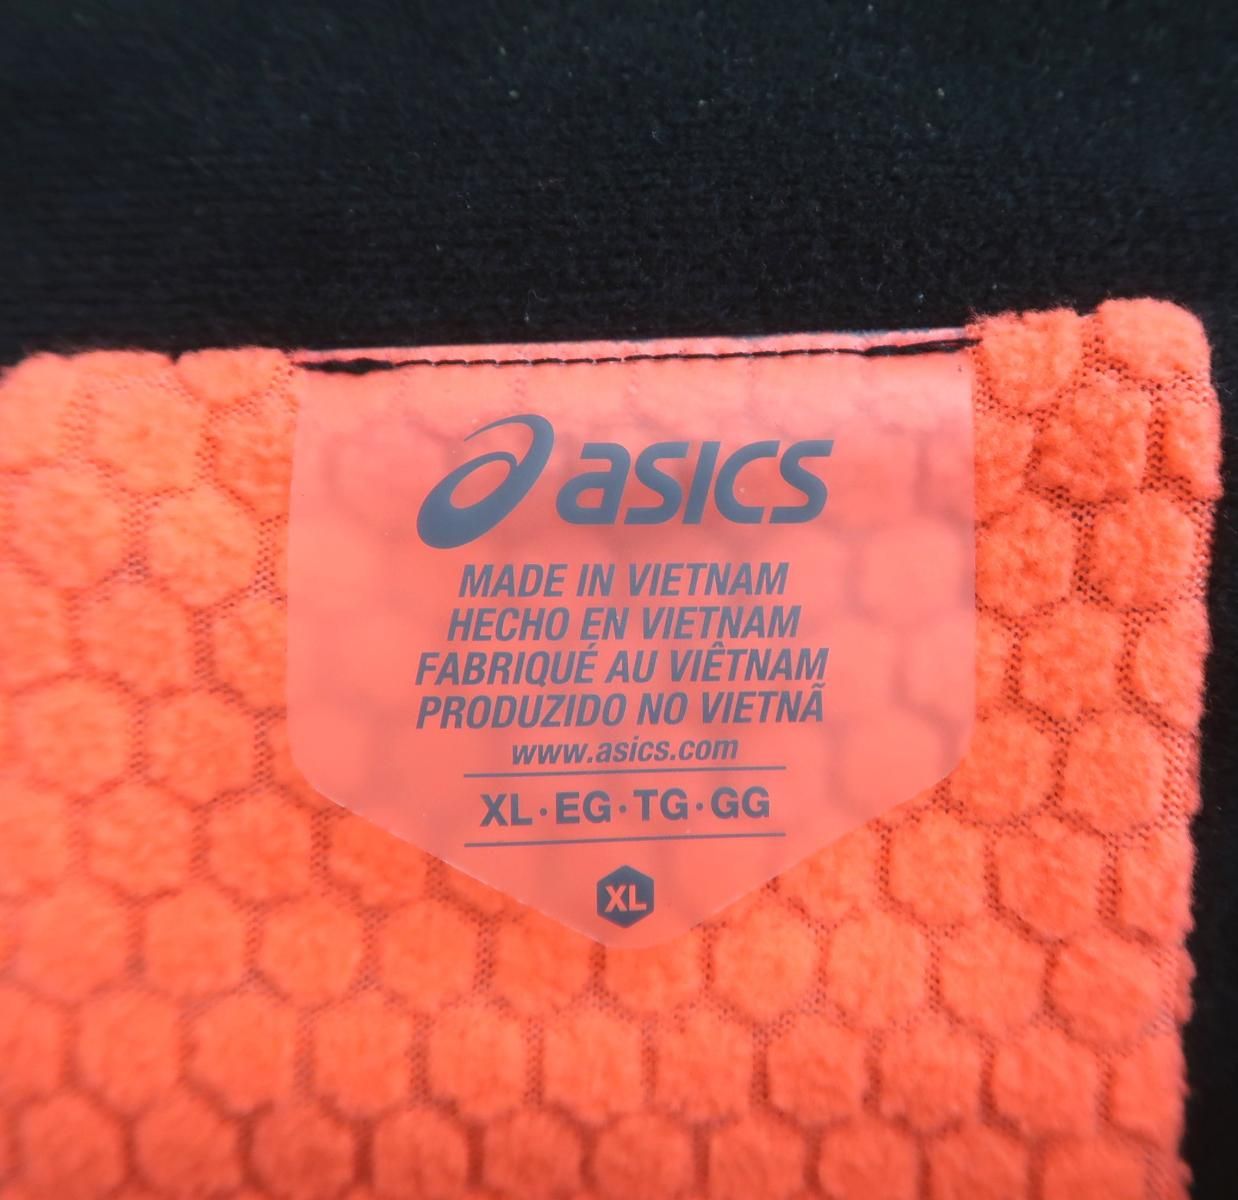 asics
MADE IN VIETNAM
HECHO EN VIETNAM
FABRIQUÉ AU VIÊTNAM
PRODUZIDO NO VIETNÃ
www.asics.com
XL·EG·TG·GG
XL